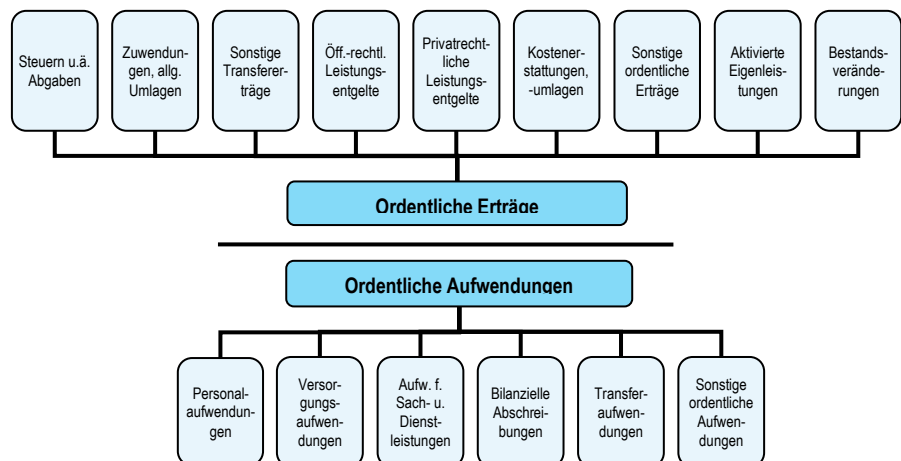 Steuern u.ä.
Abgaben
Zuwendun-
gen, allg.
Umlagen
Sonstige
Transferer-
träge
Öff.-rechtl.
Leistungs-
entgelte
Privatrecht-
liche
Leistungs-
entgelte
Kostener-
stattungen,
-umlagen
Sonstige
ordentliche
Erträge
Aktivierte
Eigenleis-
tungen
Bestands-
verände-
rungen
Ordentliche Erträge
Ordentliche Aufwendungen
Personal-
aufwendun-
gen
Versor-
gungs-
aufwen-
dungen
Aufw. f.
Sach- u.
Dienst-
leistungen
Bilanzielle
Abschrei-
bungen
Transfer-
aufwen-
dungen
Sonstige
ordentliche
Aufwen-
dungen